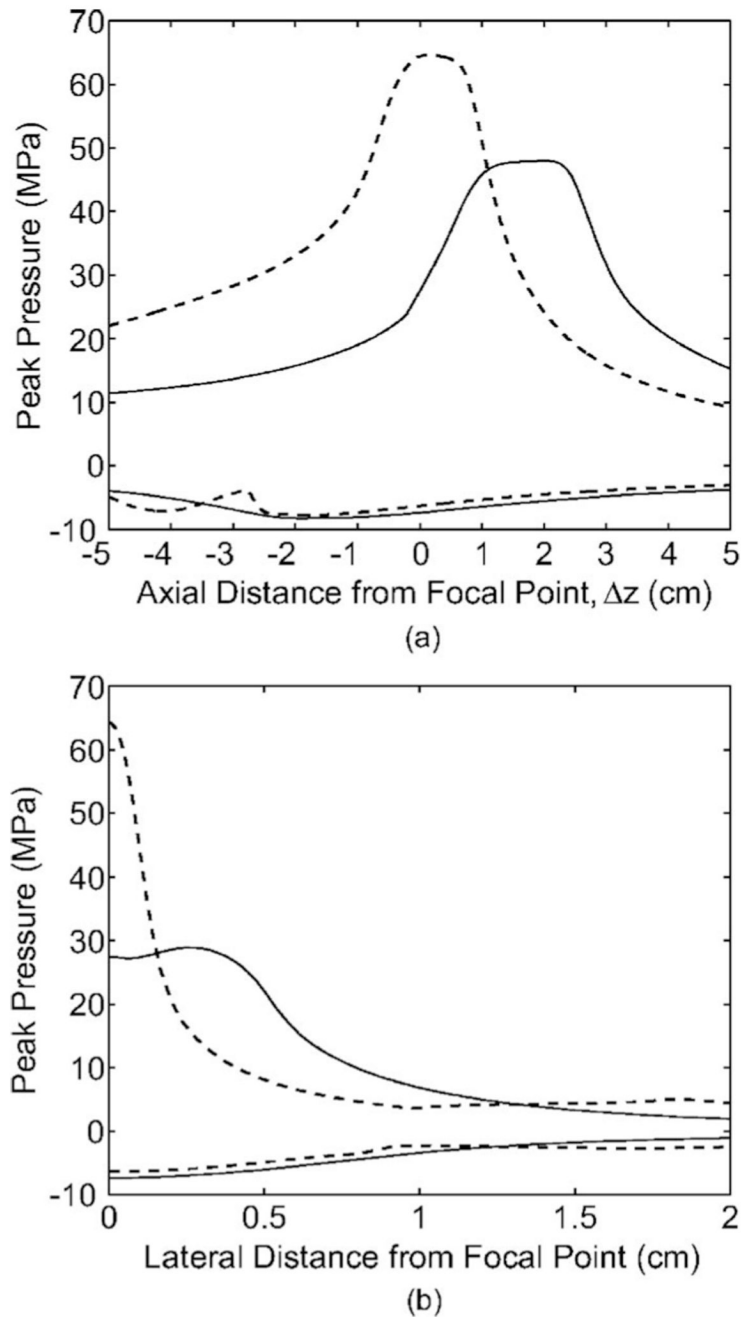 70
60
50
40
30
20
10
0
-10
Peak Pressure (MPa)
-5 -4 -3 -2 -1 0 1 2 3 4 5
Axial Distance from Focal Point, Δz (cm)
(a)
70
60
50
40
30
20
10
0
-10
Peak Pressure (MPa)
0 0.5 1 1.5 2
Lateral Distance from Focal Point (cm)
(b)